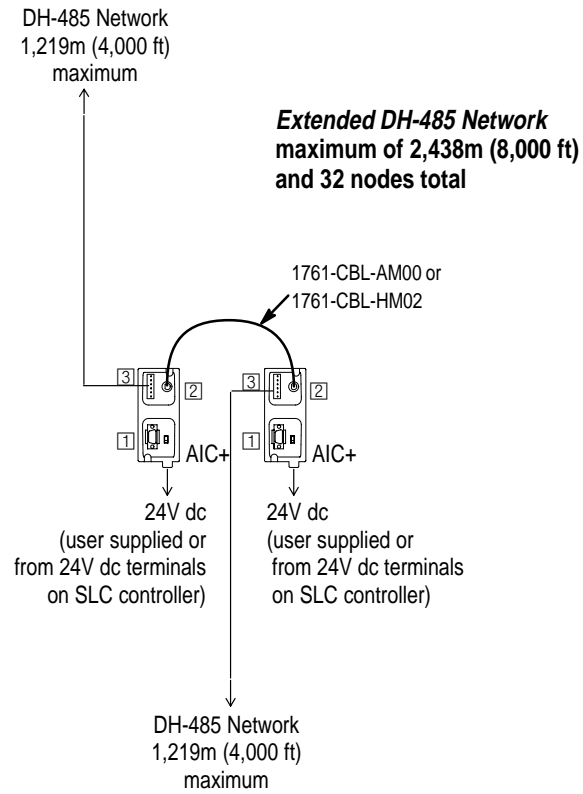 DH-485 Network
1,219m (4,000 ft)
maximum
Extended DH-485 Network
maximum of 2,438m (8,000 ft)
and 32 nodes total
1761-CBL-AM00 or
1761-CBL-HM02
3
2
1
AIC+
3
2
1
AIC+
24V dc
(user supplied or
from 24V dc terminals
on SLC controller)
24V dc
(user supplied or
from 24V dc terminals
on SLC controller)
DH-485 Network
1,219m (4,000 ft)
maximum